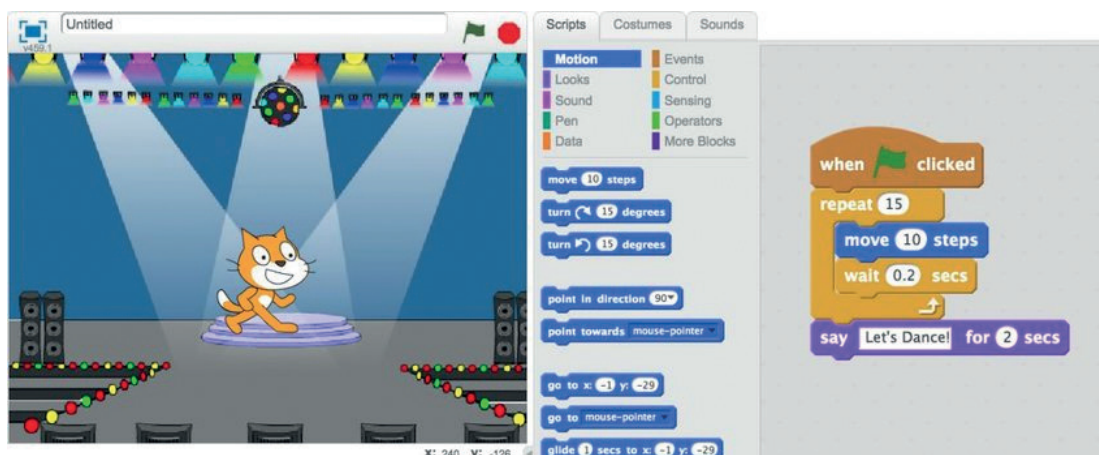 Untitled
v459.1
Scripts
Costumes
Sounds
Motion
Events
Looks
Control
Sound
Sensing
Pen
Operators
Data
More Blocks
move 10 steps
turn 15 degrees
turn 15 degrees
point in direction 90
point towards mouse-pointer
go to x: -1 y: -29
go to mouse-pointer
glide 1 secs to x: -1 y: -29
X: 240 Y: -126
when clicked
repeat 15
move 10 steps
wait 0.2 secs
say Let's Dance! for 2 secs